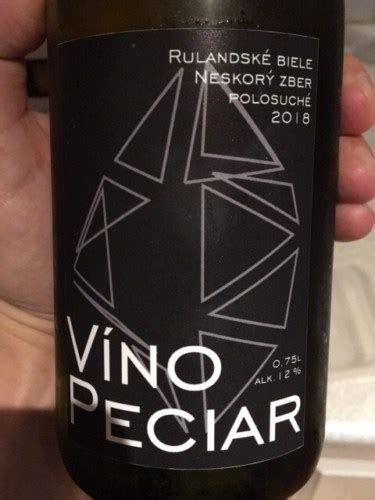 Rulandské biele
Neskorý zber
polosuché
2018
Víno
Peciar
0,75L
alk. 12%